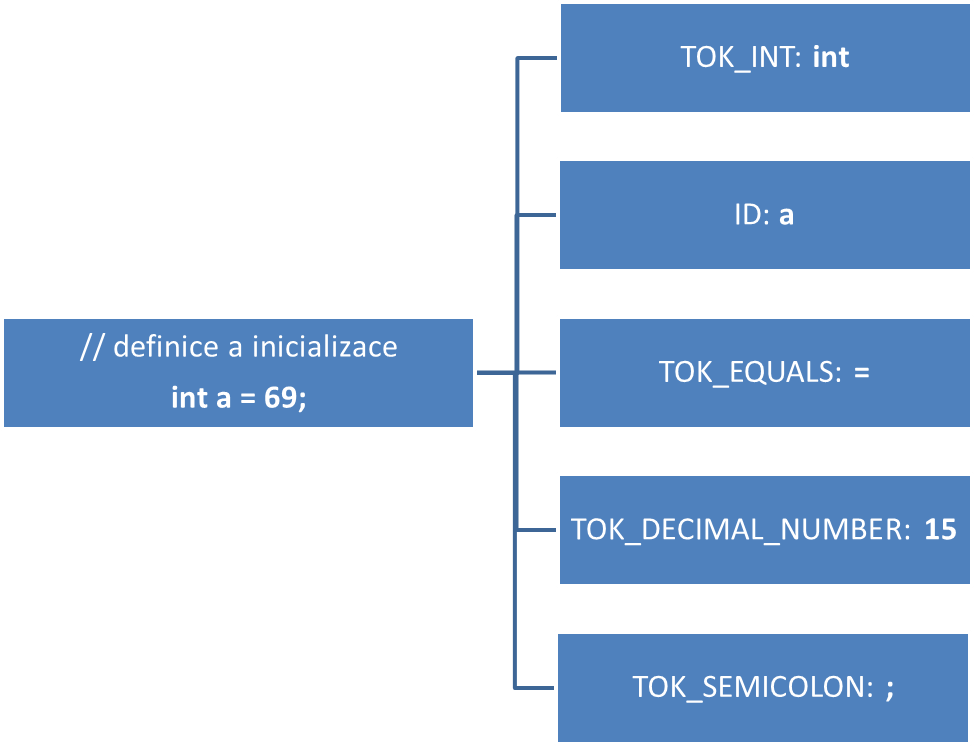 // definice a inicializace
int a = 69;
TOK_INT: int
ID: a
TOK_EQUALS: =
TOK_DECIMAL_NUMBER: 15
TOK_SEMICOLON: ;